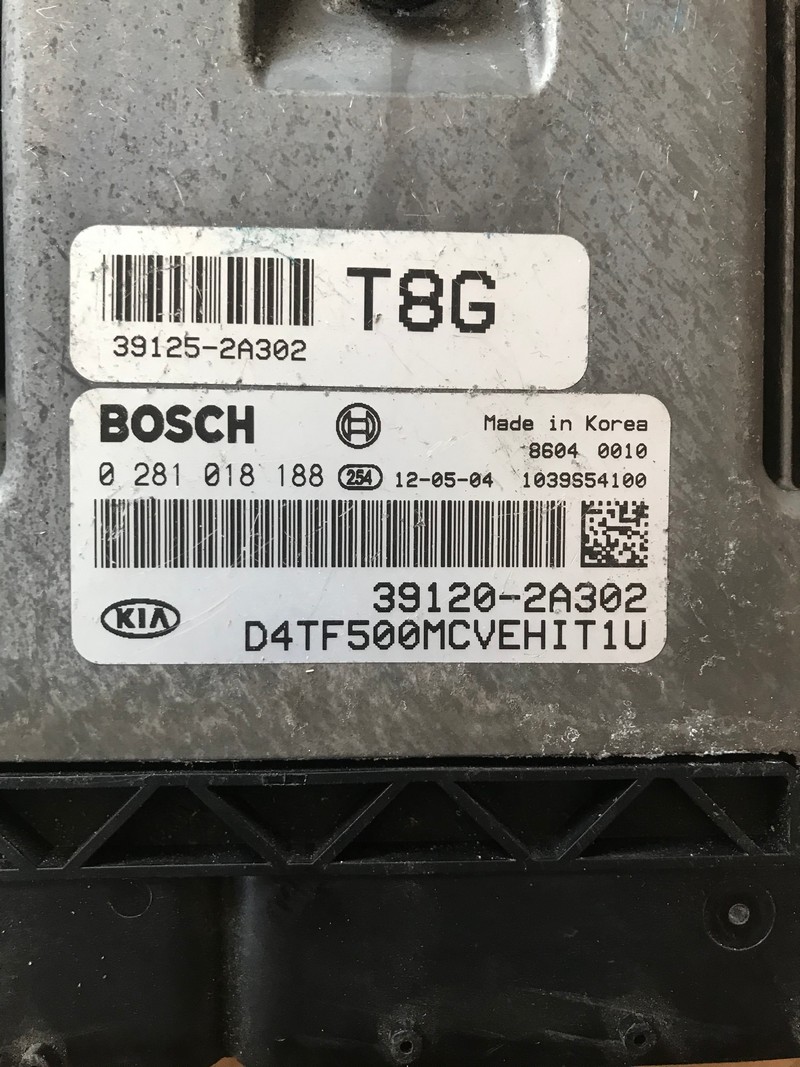 T8G
39125-2A302
BOSCH
Made in Korea
8604 0010
0 281 018 188 254 12-05-04 1039S54100
39120-2A302
KIA
D4TF500MCVEHIT1U